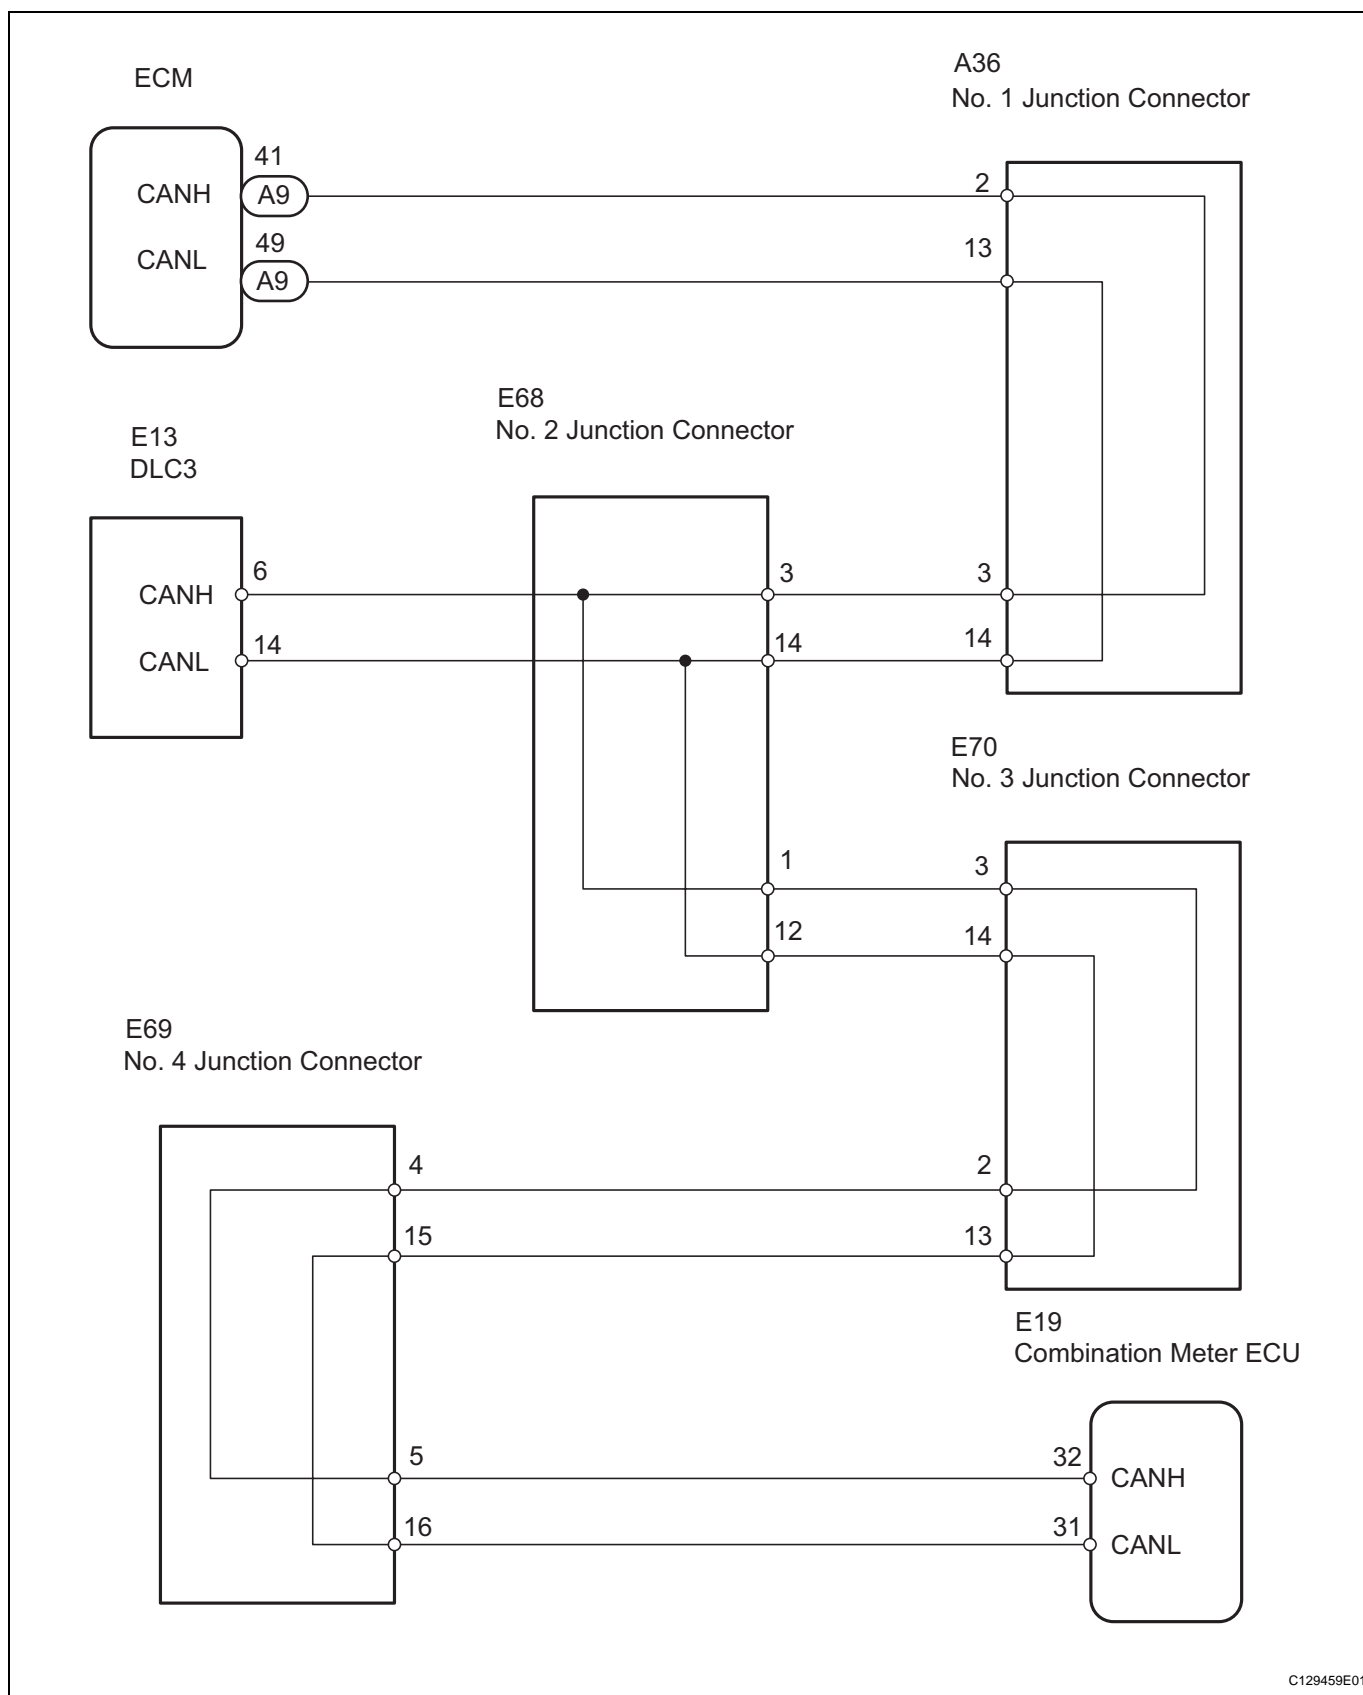 ECM
A36
No. 1 Junction Connector
41
CANH
A9
2
49
CANL
A9
13
E68
No. 2 Junction Connector
E13
DLC3
6
CANH
3
3
14
CANL
14
14
E70
No. 3 Junction Connector
1
3
12
14
E69
No. 4 Junction Connector
4
2
15
13
E19
Combination Meter ECU
5
32
CANH
16
31
CANL
C129459E01